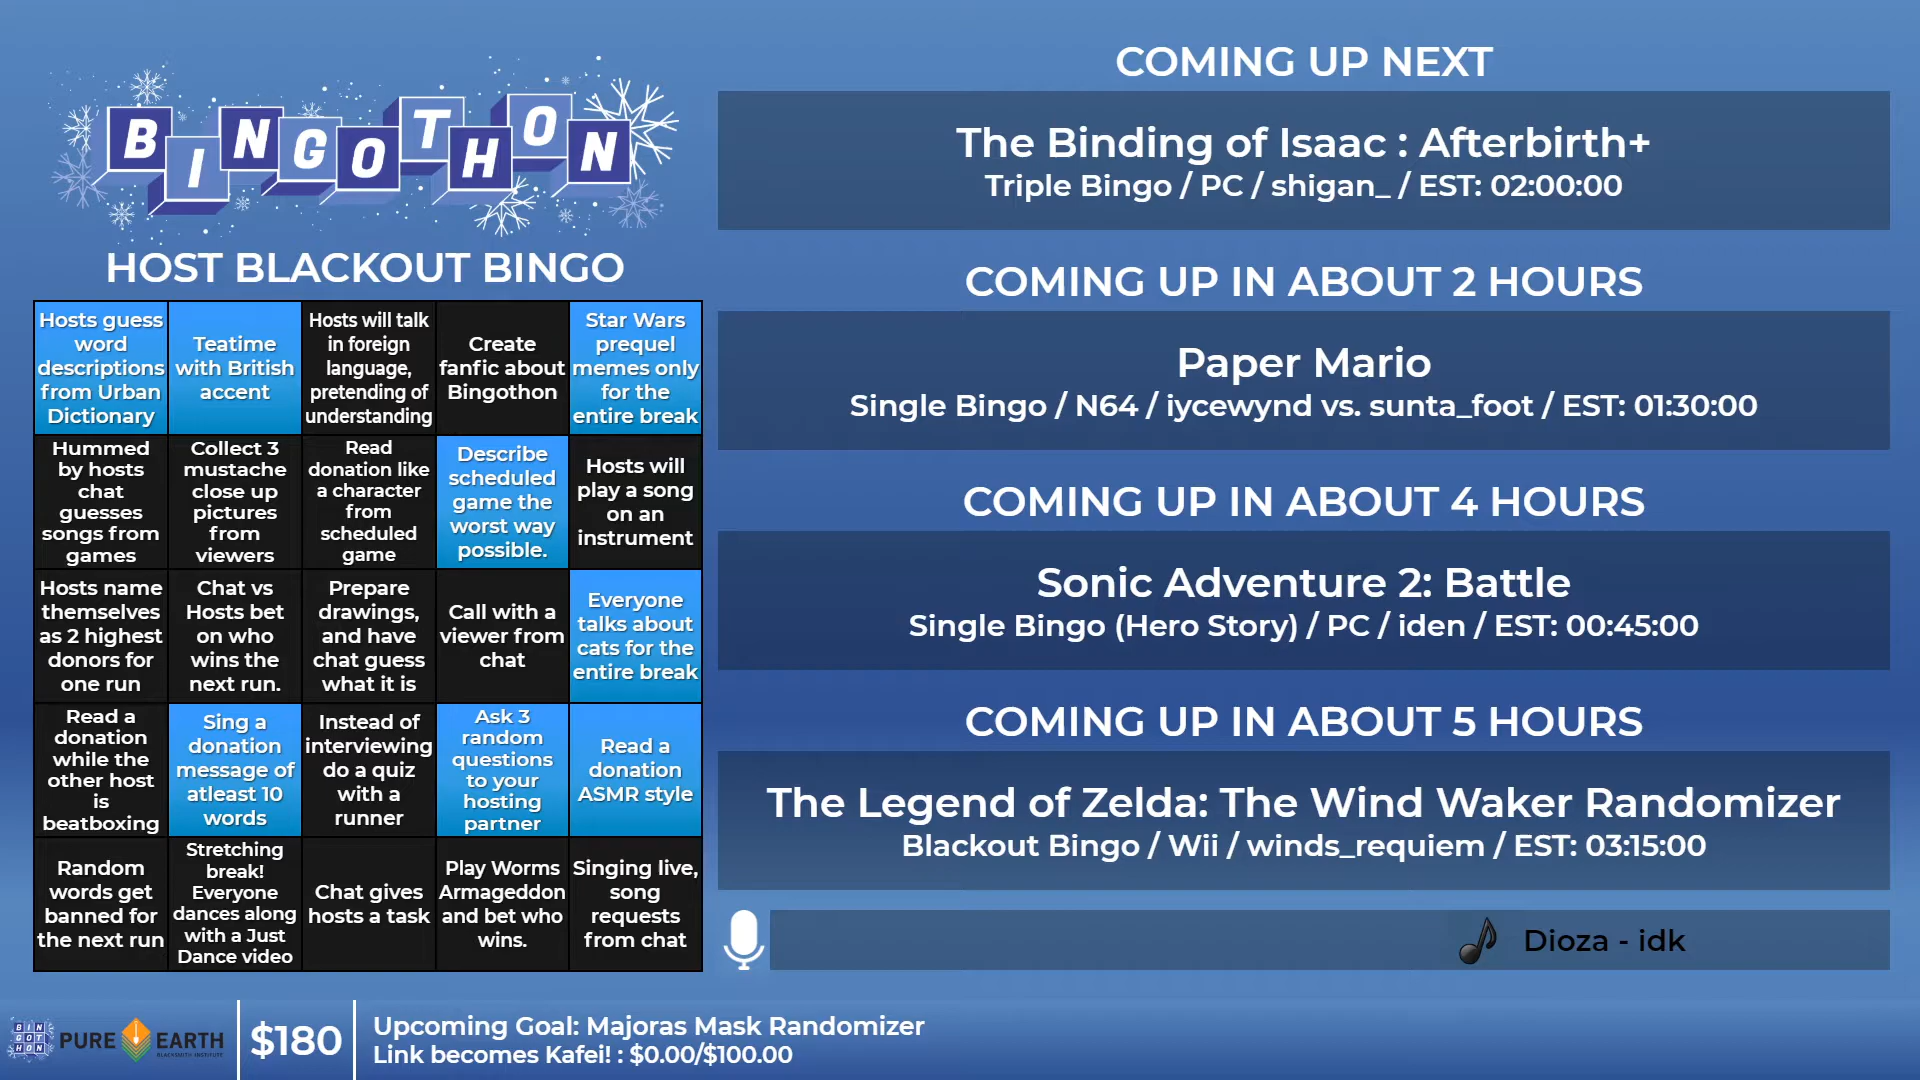 BINGOTHON
HOST BLACKOUT BINGO
Hosts guess
word
descriptions
from Urban
Dictionary
Teatime
with British
accent
Hosts will talk
in foreign
language,
pretending of
understanding
Create
fanfic about
Bingothon
Star Wars
prequel
memes only
for the
entire break
Hummed
by hosts
chat
guesses
songs from
games
Collect 3
mustache
close up
pictures
from
viewers
Read
donation like
a character
from
scheduled
game
Describe
scheduled
game the
worst way
possible.
Hosts will
play a song
on an
instrument
Hosts name
themselves
as 2 highest
donors for
one run
Chat vs
Hosts bet
on who
wins the
next run.
Prepare
drawings,
and have
chat guess
what it is
Call with a
viewer from
chat
Everyone
talks about
cats for the
entire break
Read a
donation
while the
other host
is
beatboxing
Sing a
donation
message of
atleast 10
words
Instead of
interviewing
do a quiz
with a
runner
Ask 3
random
questions
to your
hosting
partner
Read a
donation
ASMR style
Random
words get
banned for
the next run
Stretching
break!
Everyone
dances along
with a Just
Dance video
Chat gives
hosts a task
Play Worms
Armageddon
and bet who
wins.
Singing live,
song
requests
from chat
COMING UP NEXT
The Binding of Isaac : Afterbirth+
Triple Bingo / PC / shigan_ / EST: 02:00:00
COMING UP IN ABOUT 2 HOURS
Paper Mario
Single Bingo / N64 / iycewynd vs. sunta_foot / EST: 01:30:00
COMING UP IN ABOUT 4 HOURS
Sonic Adventure 2: Battle
Single Bingo (Hero Story) / PC / iden / EST: 00:45:00
COMING UP IN ABOUT 5 HOURS
The Legend of Zelda: The Wind Waker Randomizer
Blackout Bingo / Wii / winds_requiem / EST: 03:15:00
Dioza - idk
BIN
GOT
HON
PURE EARTH
BLACKSMITH INSTITUTE
$180
Upcoming Goal: Majoras Mask Randomizer
Link becomes Kafei! : $0.00/$100.00